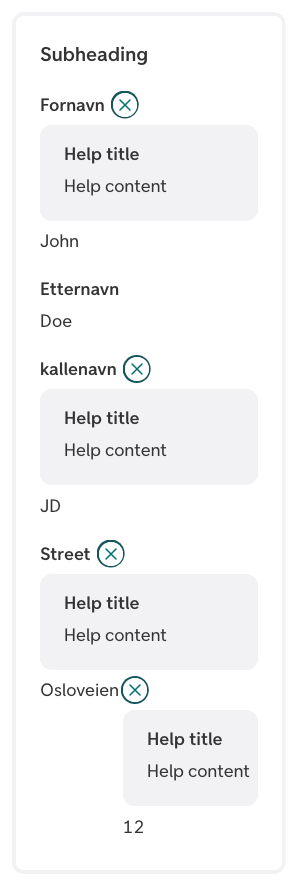 Subheading
Fornavn
Help title
Help content
John
Etternavn
Doe
kallenavn
Help title
Help content
JD
Street
Help title
Help content
Osloveien
Help title
Help content
12